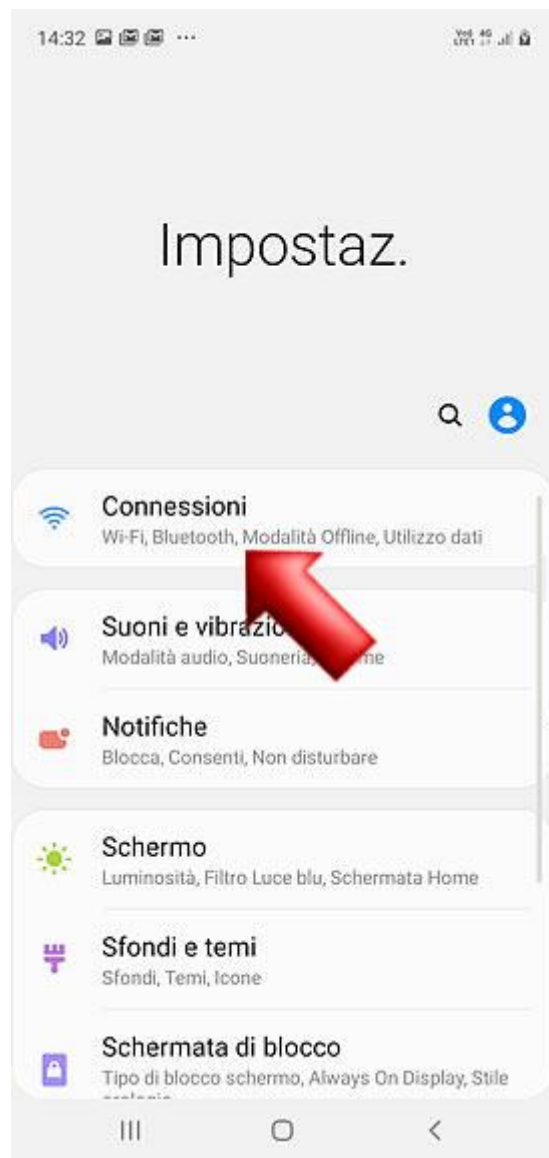 14:32
Impostaz.
Connessioni
Wi-Fi, Bluetooth, Modalità Offline, Utilizzo dati
Suoni e
Modalità audio, Suoneria,
Notifiche
Blocca, Consenti, Non disturbare
Schermo
Luminosità, Filtro Luce blu, Schermata Home
Sfondi e temi
Sfondi, Temi, Icone
Schermata di blocco
Tipo di blocco schermo, Always On Display, Stile